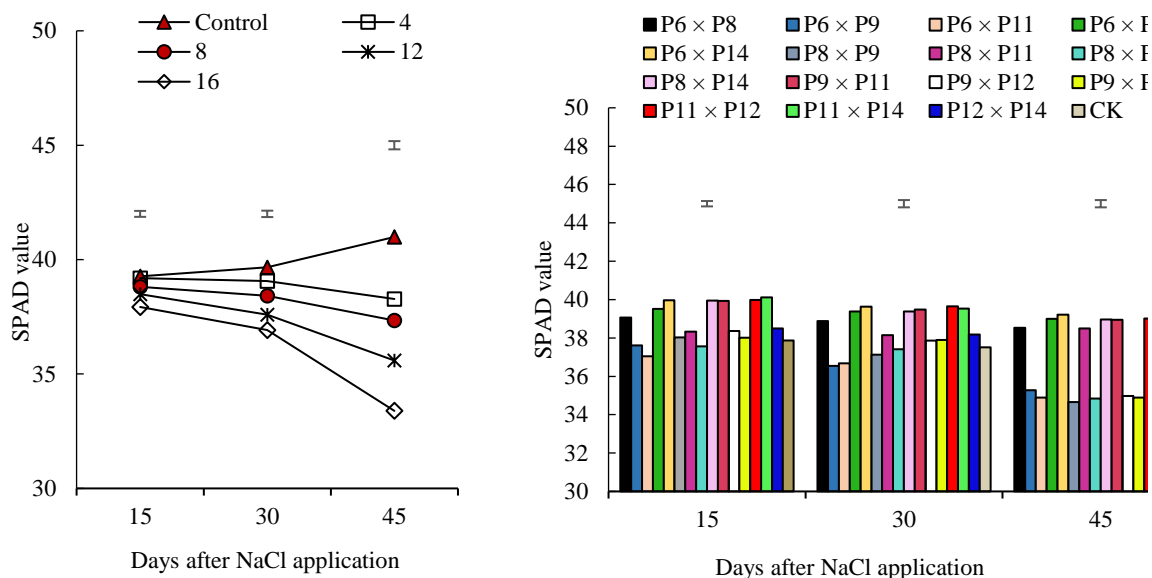 Control
4
8
12
16
50
45
40
35
30
SPAD value
15
30
45
Days after NaCl application
P6 × P8
P6 × P9
P6 × P11
P6 × P
P6 × P14
P8 × P9
P8 × P11
P8 × P
P8 × P14
P9 × P11
P9 × P12
P9 × P
P11 × P12
P11 × P14
P12 × P14
CK
50
48
46
44
42
40
38
36
34
32
30
SPAD value
15
30
45
Days after NaCl application